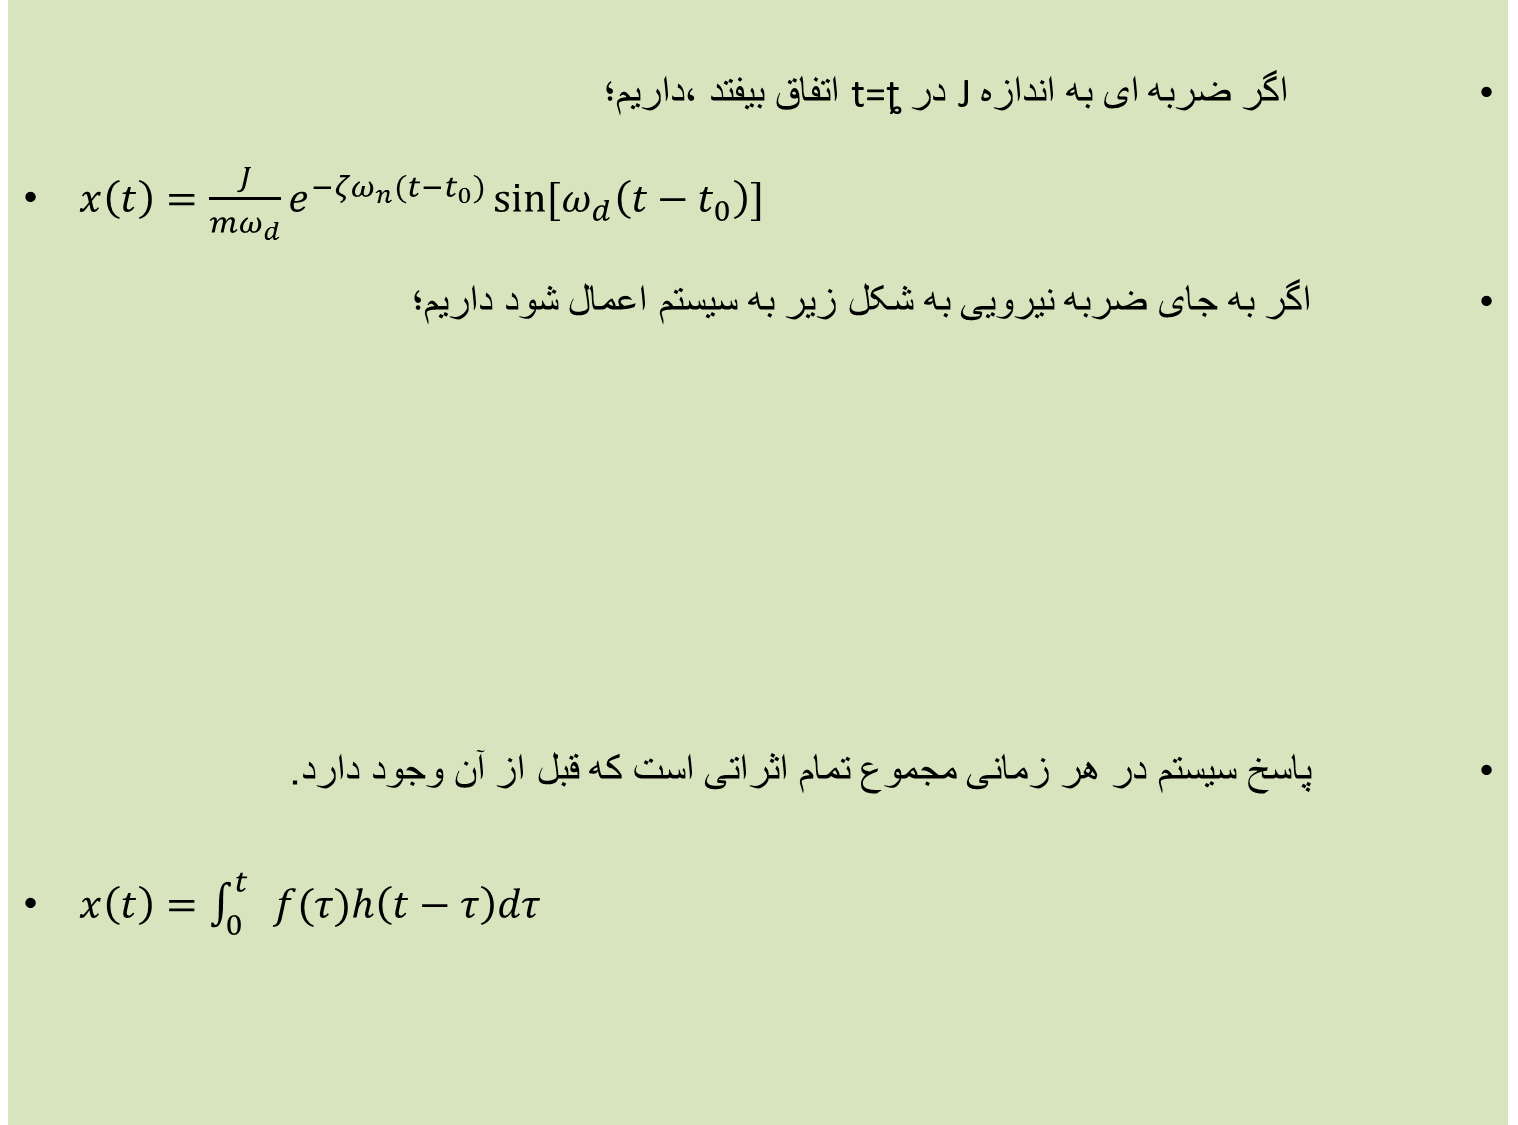 • اگر ضربه ای به اندازه J در t=t̥ اتفاق بیفتد ،داریم؛
• x(t) = J/(mω_d) e^{−ζω_n(t−t_0)} sin[ω_d(t − t_0)]
• اگر به جای ضربه نیرویی به شکل زیر به سیستم اعمال شود داریم؛
• پاسخ سیستم در هر زمانی مجموع تمام اثراتی است که قبل از آن وجود دارد.
• x(t) = ∫_0^t f(τ)h(t − τ)dτ